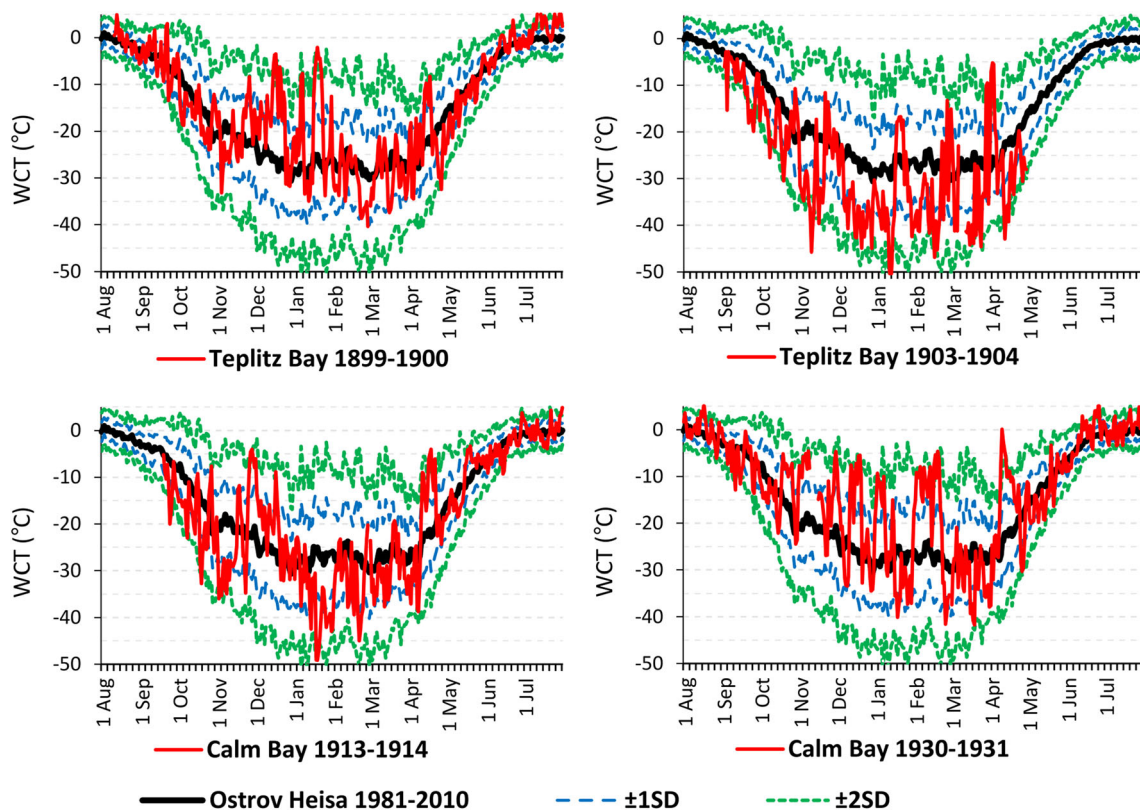 WCT (°C)
0
-10
-20
-30
-40
-50
1 Aug
1 Sep
1 Oct
1 Nov
1 Dec
1 Jan
1 Feb
1 Mar
1 Apr
1 May
1 Jun
1 Jul
Teplitz Bay 1899-1900
WCT (°C)
0
-10
-20
-30
-40
-50
1 Aug
1 Sep
1 Oct
1 Nov
1 Dec
1 Jan
1 Feb
1 Mar
1 Apr
1 May
1 Jun
1 Jul
Teplitz Bay 1903-1904
WCT (°C)
0
-10
-20
-30
-40
-50
1 Aug
1 Sep
1 Oct
1 Nov
1 Dec
1 Jan
1 Feb
1 Mar
1 Apr
1 May
1 Jun
1 Jul
Calm Bay 1913-1914
WCT (°C)
0
-10
-20
-30
-40
-50
1 Aug
1 Sep
1 Oct
1 Nov
1 Dec
1 Jan
1 Feb
1 Mar
1 Apr
1 May
1 Jun
1 Jul
Calm Bay 1930-1931
Ostrov Heisa 1981-2010 ±1SD ±2SD